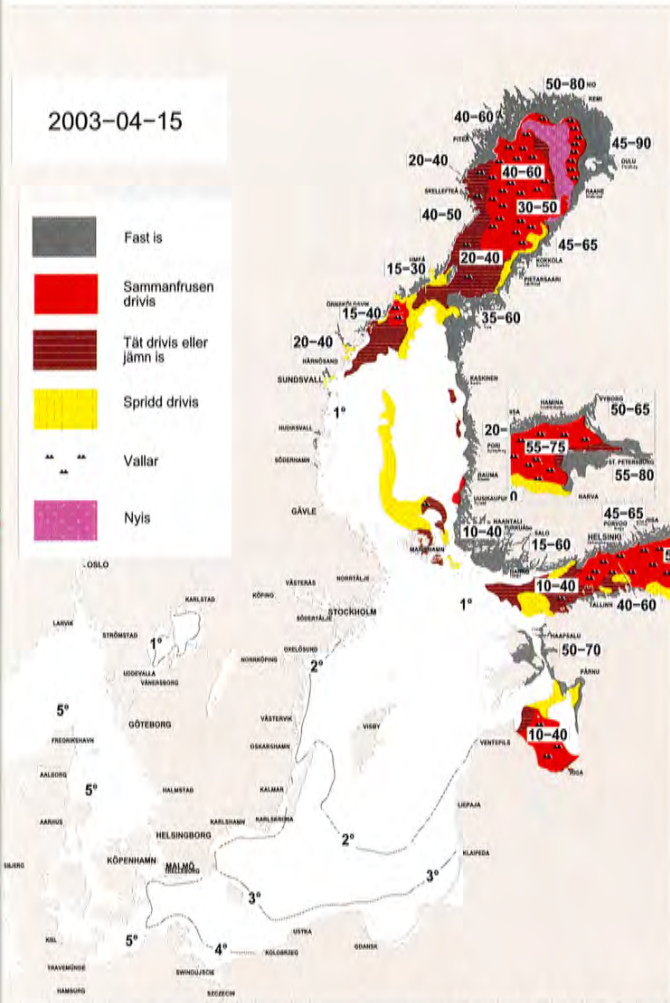 2003-04-15
Fast is
Sammanfrusen
drivis
Tät drivis eller
jämn is
Spridd drivis
Vallar
Nyis
50-80
KEMI
40-60
PITEÅ
45-90
OULU
20-40
SKELLEFTEÅ
40-60
RAAHE
30-50
40-50
45-65
KOKKOLA
20-40
UMEÅ
15-30
PIETARSAARI
ÖRNSKÖLDSVIK
15-40
35-60
20-40
HÄRNÖSAND
SUNDSVALL
KASKINEN
1°
HAMINA
VYBORG
50-65
HUDIKSVALL
20-
PORI
55-75
SÖDERHAMN
ST. PETERSBURG
RAUMA
55-80
UUSIKAUPUNKI
0
NARVA
GÄVLE
45-65
NAANTALI
PORVOO
10-40
TURKU/ÅBO
SALO
HELSINKI
15-60
MARIEHAMN
HANKO
OSLO
VÄSTERÅS
NORRTÄLJE
10-40
KÖPING
KARLSTAD
1°
TALLINN
40-60
STOCKHOLM
LARVIK
SÖDERTÄLJE
STRÖMSTAD
HAAPSALU
1°
OXELÖSUND
50-70
NORRKÖPING
2°
UDDEVALLA
PÄRNU
VÄNERSBORG
5°
VÄSTERVIK
GÖTEBORG
VISBY
10-40
FREDRIKSHAVN
OSKARSHAMN
VENTSPILS
RIGA
AALBORG
5°
HALMSTAD
KALMAR
LIEPAJA
AARHUS
KARLSHAMN
KARLSKRONA
HELSINGBORG
2°
KLAIPEDA
KÖPENHAMN
MALMÖ
ESBJERG
TRELLEBORG
3°
3°
USTKA
KIEL
5°
GDANSK
4°
KOLOBRZEG
TRAVEMÜNDE
SWINOUJSCIE
HAMBURG
SZCZECIN